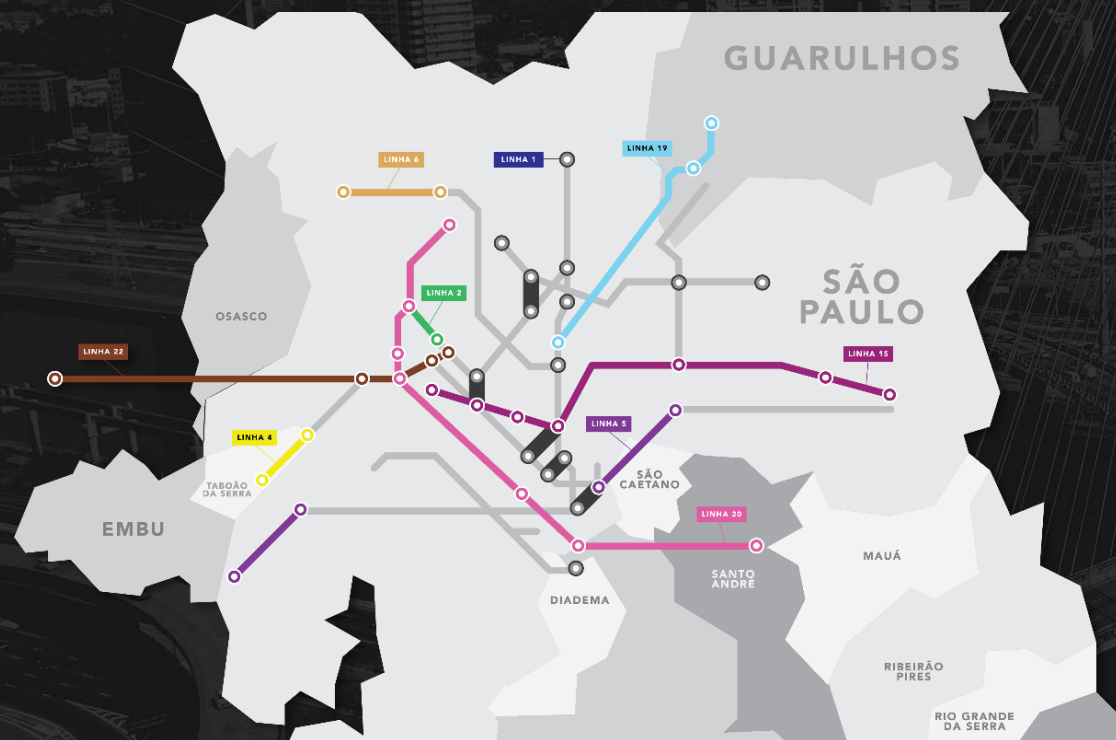 GUARULHOS
LINHA 6
LINHA 1
LINHA 19
SÃO
PAULO
LINHA 2
OSASCO
LINHA 22
LINHA 15
LINHA 5
LINHA 4
TABOÃO
DA SERRA
SÃO
CAETANO
EMBU
LINHA 20
MAUÁ
SANTO
ANDRÉ
DIADEMA
RIBEIRÃO
PIRES
RIO GRANDE
DA SERRA